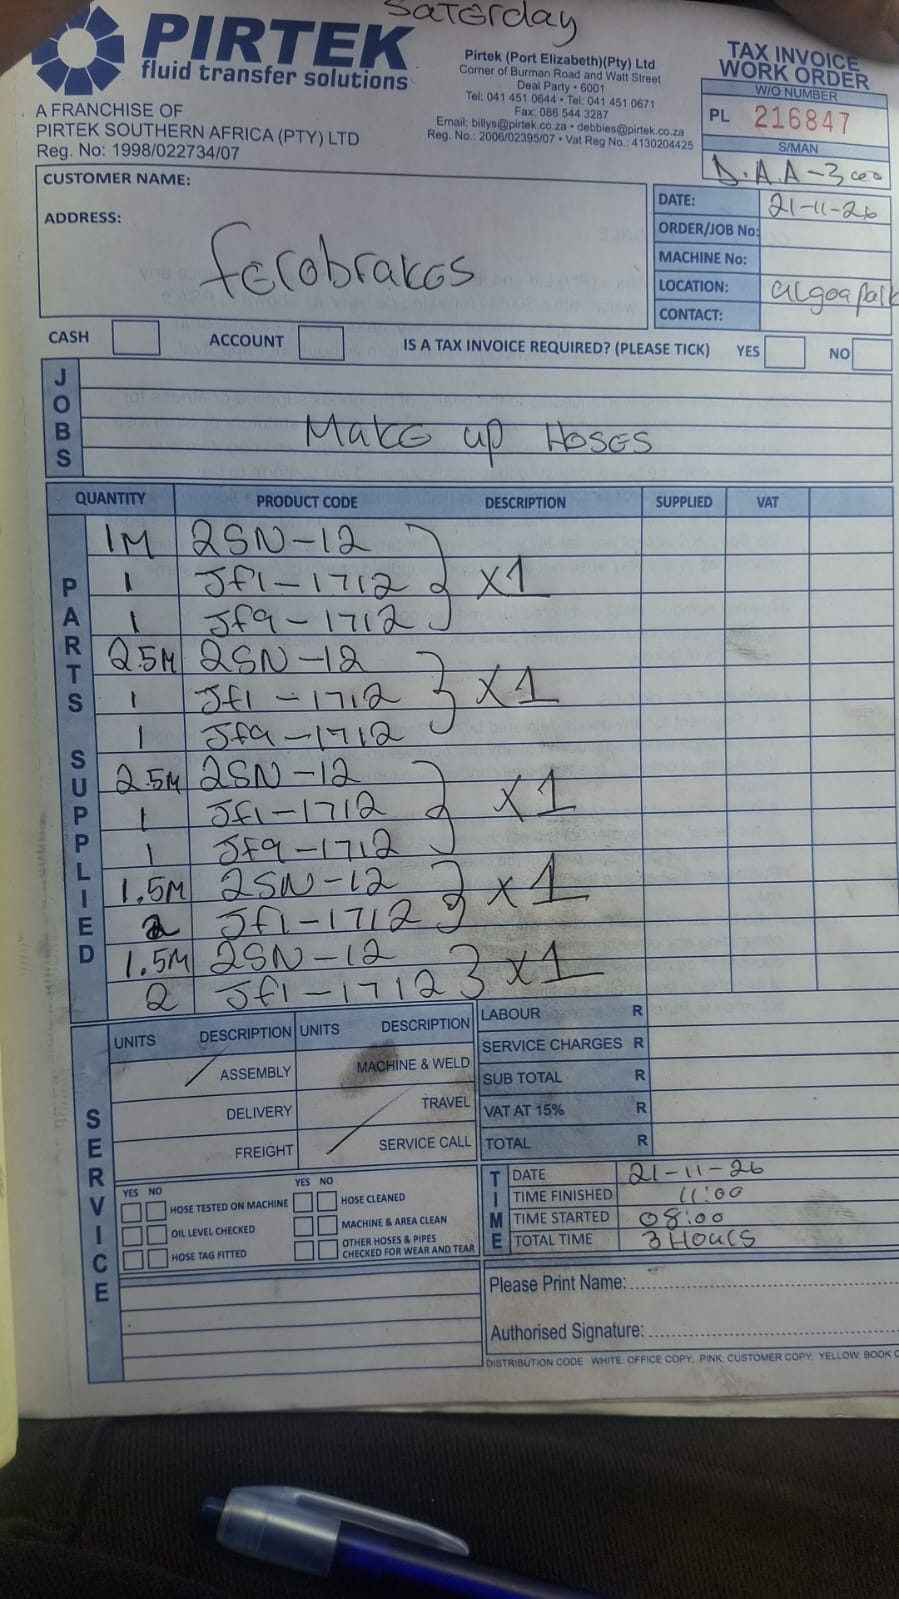 Saturday
PIRTEK
fluid transfer solutions
A FRANCHISE OF
PIRTEK SOUTHERN AFRICA (PTY) LTD
Reg. No: 1998/022734/07
Pirtek (Port Elizabeth)(Pty) Ltd
Corner of Burman Road and Watt Street
Deal Party • 6001
Tel: 041 451 0644 • Tel: 041 451 0671
Fax: 086 544 3287
Email: billys@pirtek.co.za • debbies@pirtek.co.za
Reg. No.: 2006/02395/07 • Vat Reg No.: 4130204425
TAX INVOICE
WORK ORDER
W/O NUMBER
PL 216847
S/MAN
D.A.A-3000
CUSTOMER NAME:
ADDRESS:
ferobrakes
DATE: 21-11-26
ORDER/JOB No:
MACHINE No:
LOCATION: algoapark
CONTACT:
CASH ACCOUNT IS A TAX INVOICE REQUIRED? (PLEASE TICK) YES NO
JOBS
Make up Hoses
QUANTITY PRODUCT CODE DESCRIPTION SUPPLIED VAT
PARTS SUPPLIED
1M 2SN-12
1 Jf1-1712 x1
1 Jf9-1712
2.5M 2SN-12
1 Jf1-1712 x1
1 Jf9-1712
2.5M 2SN-12
1 Jf1-1712 x1
1 Jf9-1712
1.5M 2SN-12 x1
2 Jf1-1712
1.5M 2SN-12 x1
2 Jf1-1712
SERVICE
UNITS DESCRIPTION UNITS DESCRIPTION
ASSEMBLY MACHINE & WELD
DELIVERY TRAVEL
FREIGHT SERVICE CALL
LABOUR R
SERVICE CHARGES R
SUB TOTAL R
VAT AT 15% R
TOTAL R
YES NO YES NO
HOSE TESTED ON MACHINE HOSE CLEANED
OIL LEVEL CHECKED MACHINE & AREA CLEAN
HOSE TAG FITTED OTHER HOSES & PIPES
CHECKED FOR WEAR AND TEAR
TIME
DATE 21-11-26
TIME FINISHED 11:00
TIME STARTED 08:00
TOTAL TIME 3 Hours
Please Print Name:
Authorised Signature:
DISTRIBUTION CODE WHITE: OFFICE COPY, PINK: CUSTOMER COPY, YELLOW: BOOK